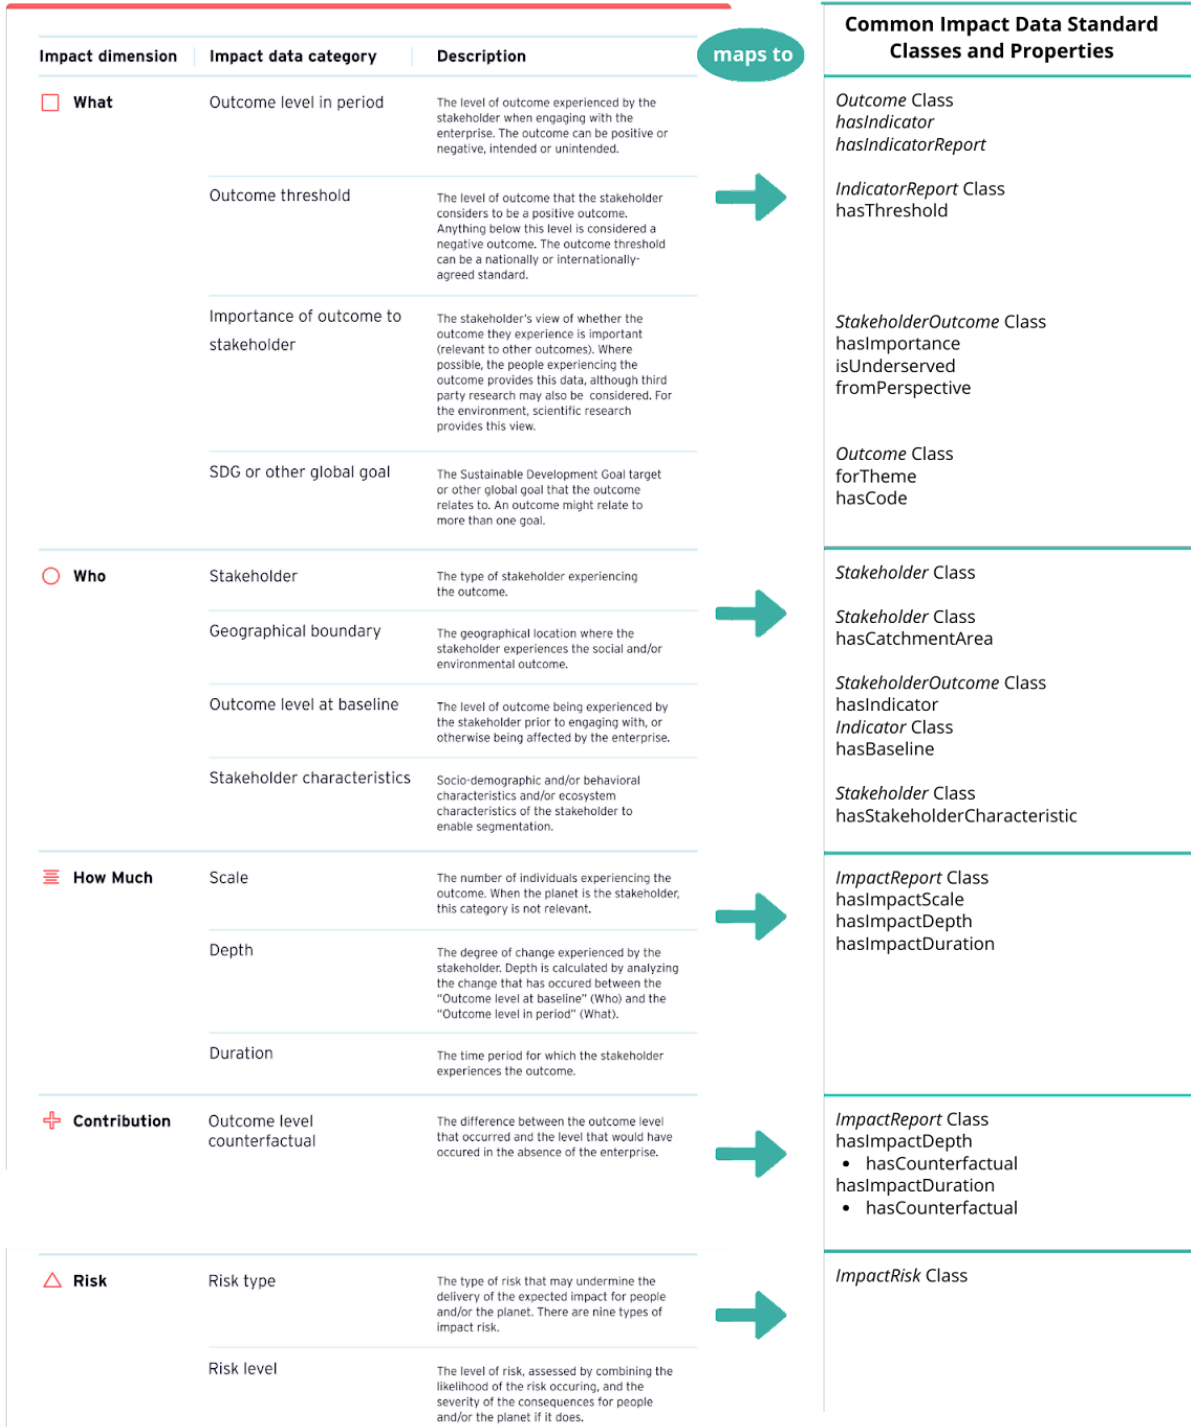 Impact dimension
Impact data category
Description
maps to
Common Impact Data Standard
Classes and Properties
What
Outcome level in period
The level of outcome experienced by the
stakeholder when engaging with the
enterprise. The outcome can be positive or
negative, intended or unintended.
Outcome threshold
The level of outcome that the stakeholder
considers to be a positive outcome.
Anything below this level is considered a
negative outcome. The outcome threshold
can be a nationally or internationally-
agreed standard.
Importance of outcome to
stakeholder
The stakeholder's view of whether the
outcome they experience is important
(relevant to other outcomes). Where
possible, the people experiencing the
outcome provides this data, although third
party research may also be considered. For
the environment, scientific research
provides this view.
SDG or other global goal
The Sustainable Development Goal target
or other global goal that the outcome
relates to. An outcome might relate to
more than one goal.
Outcome Class
hasIndicator
hasIndicatorReport
IndicatorReport Class
hasThreshold
StakeholderOutcome Class
hasImportance
isUnderserved
fromPerspective
Outcome Class
forTheme
hasCode
Who
Stakeholder
The type of stakeholder experiencing
the outcome.
Geographical boundary
The geographical location where the
stakeholder experiences the social and/or
environmental outcome.
Outcome level at baseline
The level of outcome being experienced by
the stakeholder prior to engaging with, or
otherwise being affected by the enterprise.
Stakeholder characteristics
Socio-demographic and/or behavioral
characteristics and/or ecosystem
characteristics of the stakeholder to
enable segmentation.
Stakeholder Class
Stakeholder Class
hasCatchmentArea
StakeholderOutcome Class
hasIndicator
Indicator Class
hasBaseline
Stakeholder Class
hasStakeholderCharacteristic
How Much
Scale
The number of individuals experiencing the
outcome. When the planet is the stakeholder,
this category is not relevant.
Depth
The degree of change experienced by the
stakeholder. Depth is calculated by analyzing
the change that has occured between the
"Outcome level at baseline" (Who) and the
"Outcome level in period" (What).
Duration
The time period for which the stakeholder
experiences the outcome.
ImpactReport Class
hasImpactScale
hasImpactDepth
hasImpactDuration
Contribution
Outcome level
counterfactual
The difference between the outcome level
that occurred and the level that would have
occured in the absence of the enterprise.
ImpactReport Class
hasImpactDepth
• hasCounterfactual
hasImpactDuration
• hasCounterfactual
Risk
Risk type
The type of risk that may undermine the
delivery of the expected impact for people
and/or the planet. There are nine types of
impact risk.
Risk level
The level of risk, assessed by combining the
likelihood of the risk occuring, and the
severity of the consequences for people
and/or the planet if it does.
ImpactRisk Class